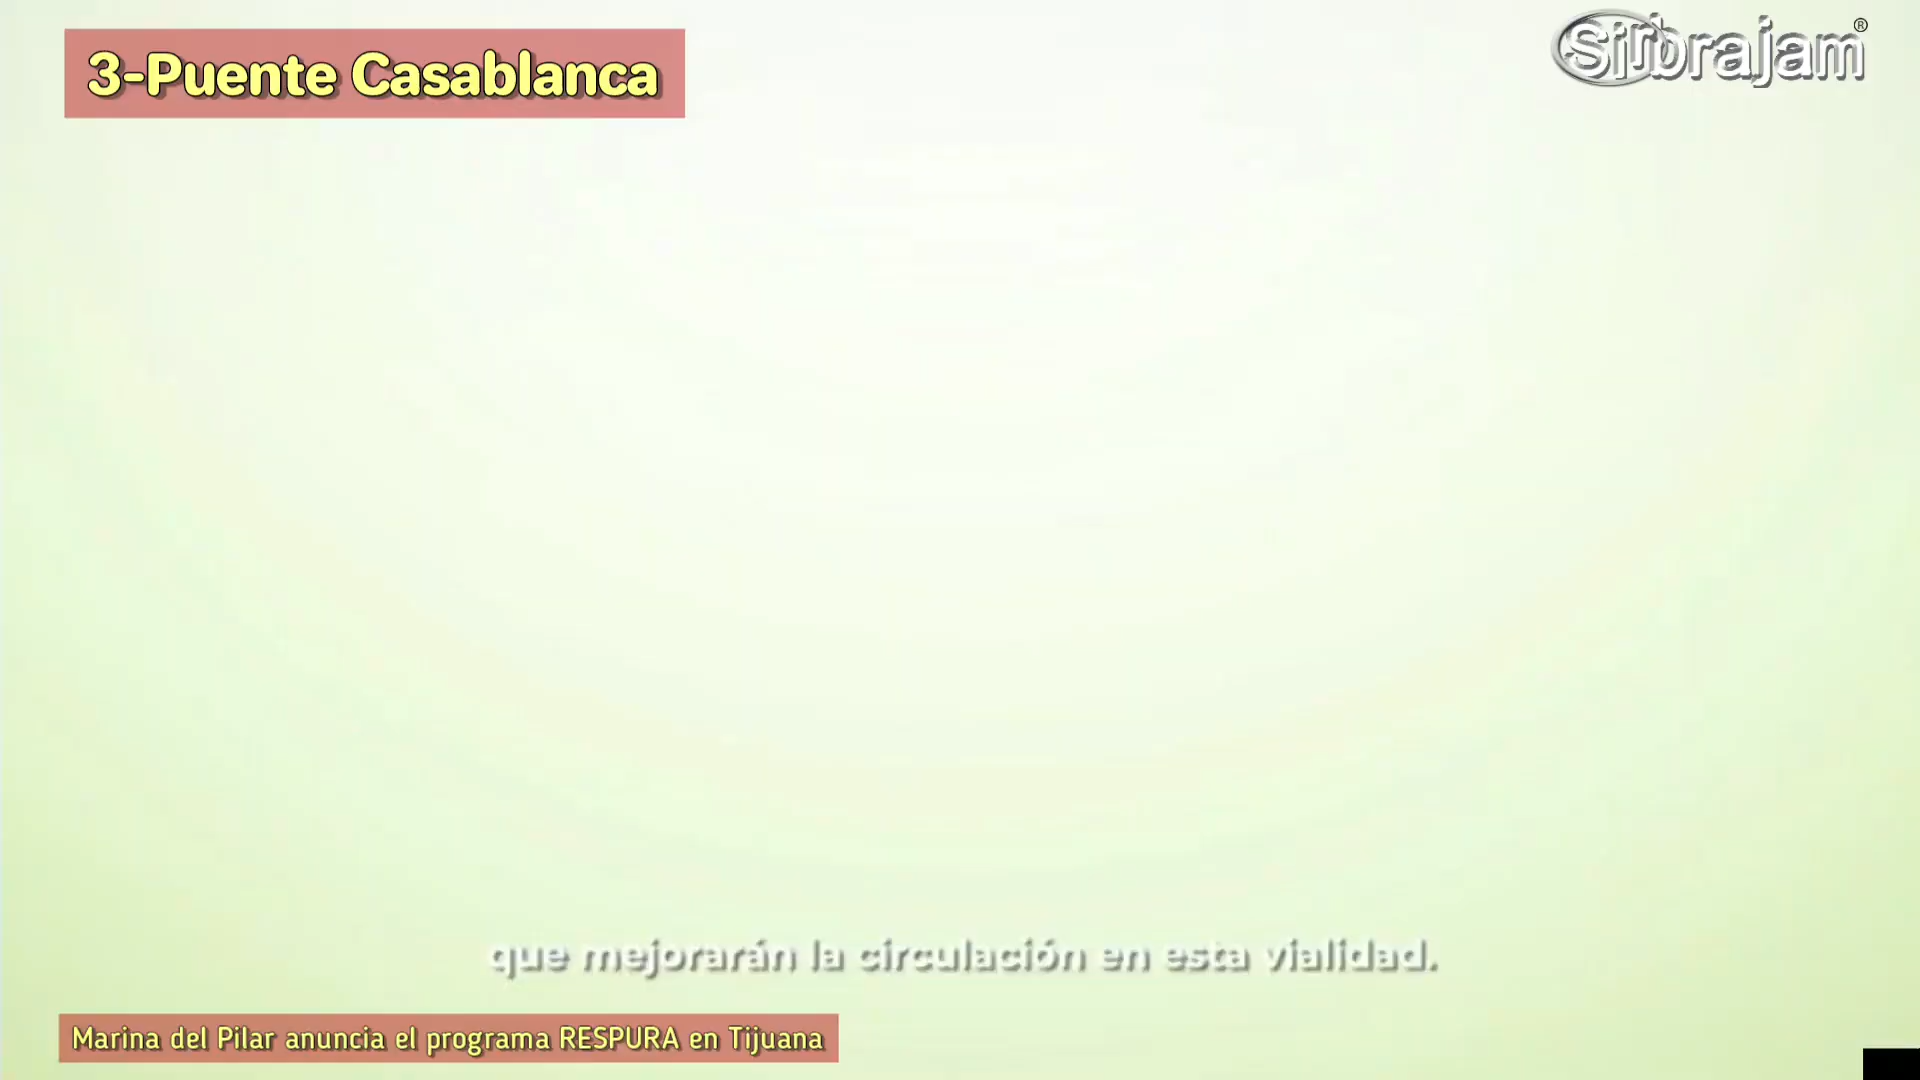 3-Puente Casablanca
Sinbrajam®
que mejorarán la circulación en esta vialidad.
Marina del Pilar anuncia el programa RESPURA en Tijuana